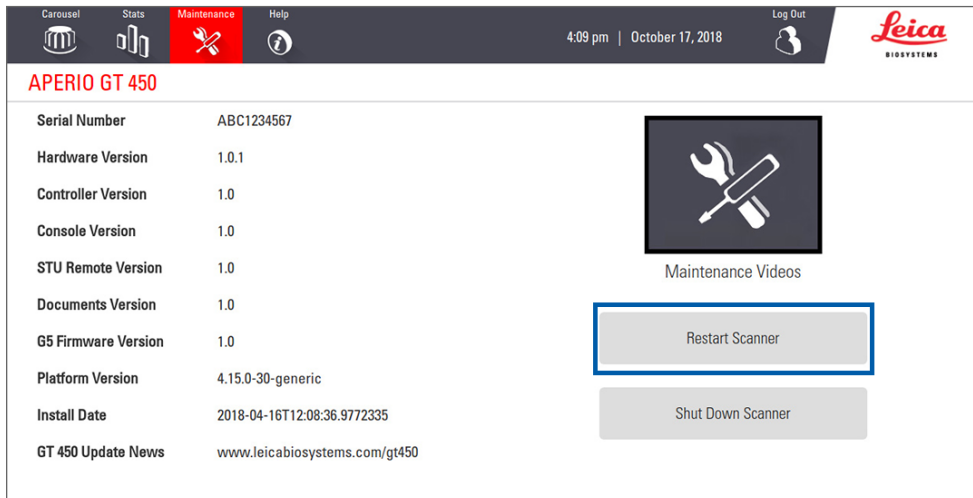 Carousel Stats Maintenance Help Log Out
4:09 pm | October 17, 2018
Leica
BIOSYSTEMS
APERIO GT 450
Serial Number ABC1234567
Hardware Version 1.0.1
Controller Version 1.0
Console Version 1.0
STU Remote Version 1.0
Documents Version 1.0
G5 Firmware Version 1.0
Platform Version 4.15.0-30-generic
Install Date 2018-04-16T12:08:36.9772335
GT 450 Update News www.leicabiosystems.com/gt450
Maintenance Videos
Restart Scanner
Shut Down Scanner